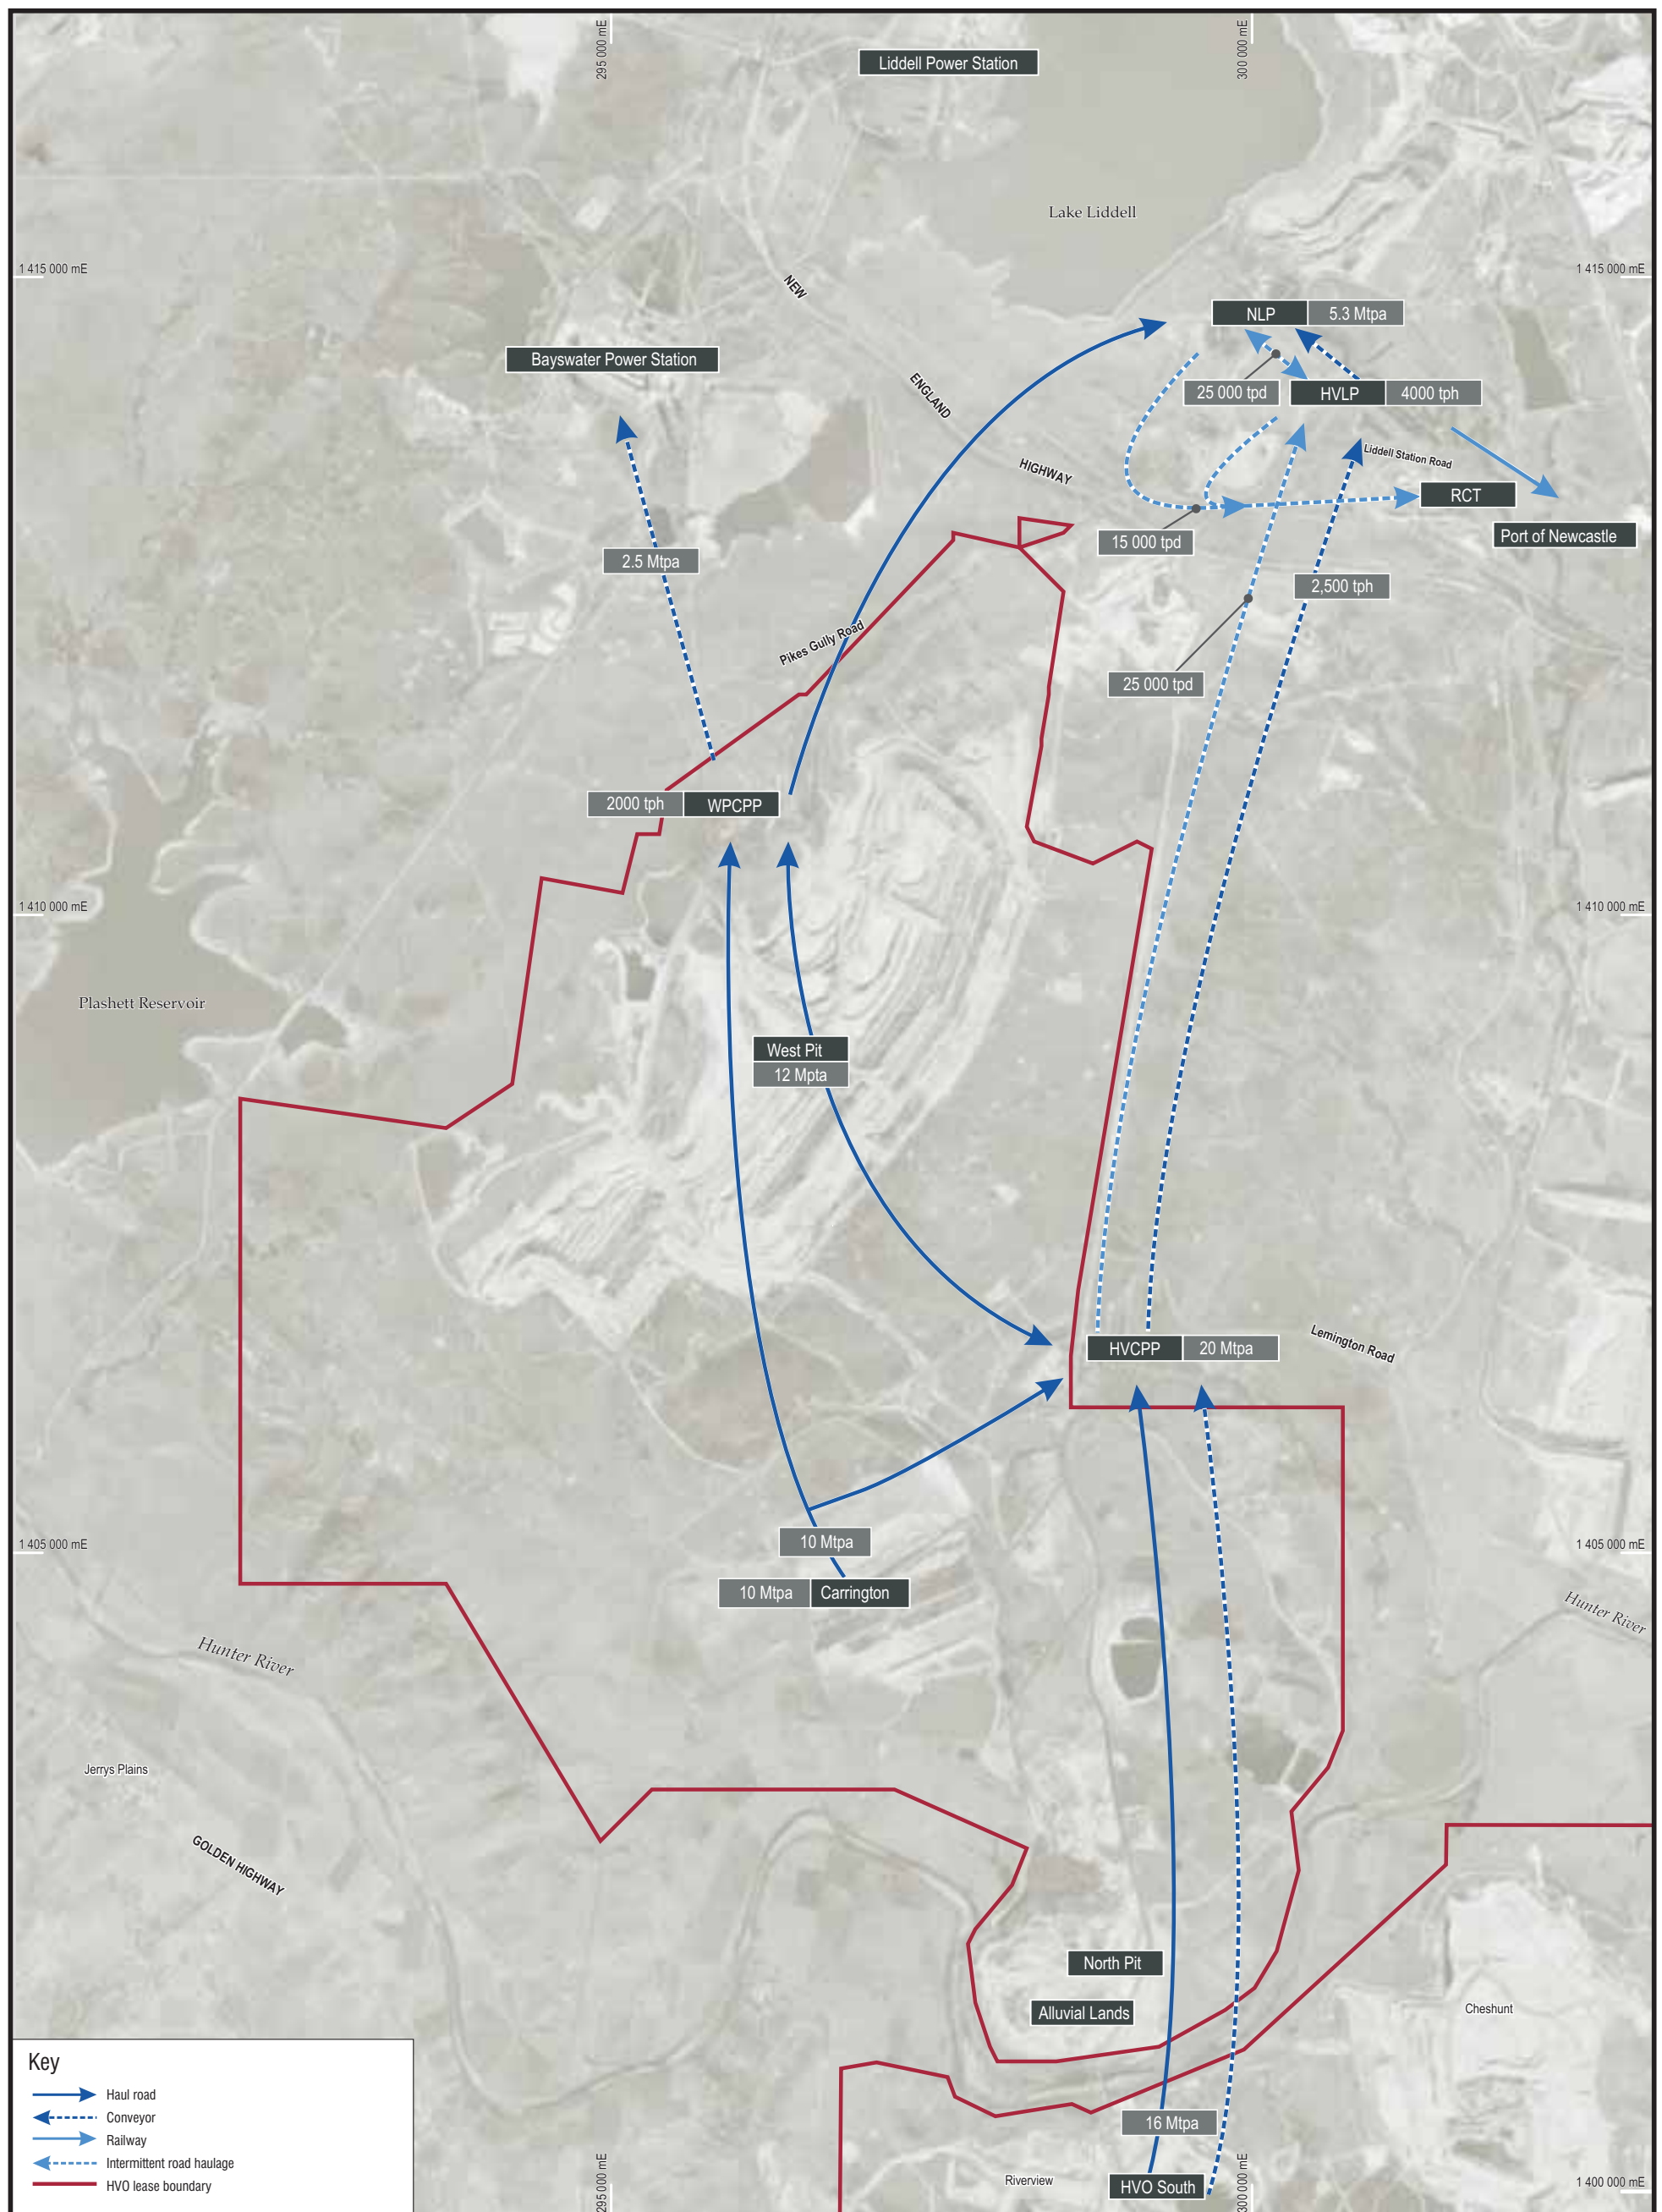 295 000 mE
300 000 mE
Liddell Power Station
Lake Liddell
1 415 000 mE
1 415 000 mE
NEW
NLP
5.3 Mtpa
Bayswater Power Station
ENGLAND
25 000 tpd
HVLP
4000 tph
HIGHWAY
Liddell Station Road
RCT
15 000 tpd
Port of Newcastle
2.5 Mtpa
2,500 tph
Pikes Gully Road
25 000 tpd
2000 tph
WPCPP
1 410 000 mE
1 410 000 mE
Plashett Reservoir
West Pit
12 Mpta
HVCPP
20 Mtpa
Lemington Road
10 Mtpa
1 405 000 mE
1 405 000 mE
10 Mtpa
Carrington
Hunter River
Hunter River
Jerrys Plains
GOLDEN HIGHWAY
North Pit
Alluvial Lands
Cheshunt
Key
Haul road
Conveyor
Railway
Intermittent road haulage
HVO lease boundary
16 Mtpa
Riverview
HVO South
295 000 mE
300 000 mE
1 400 000 mE